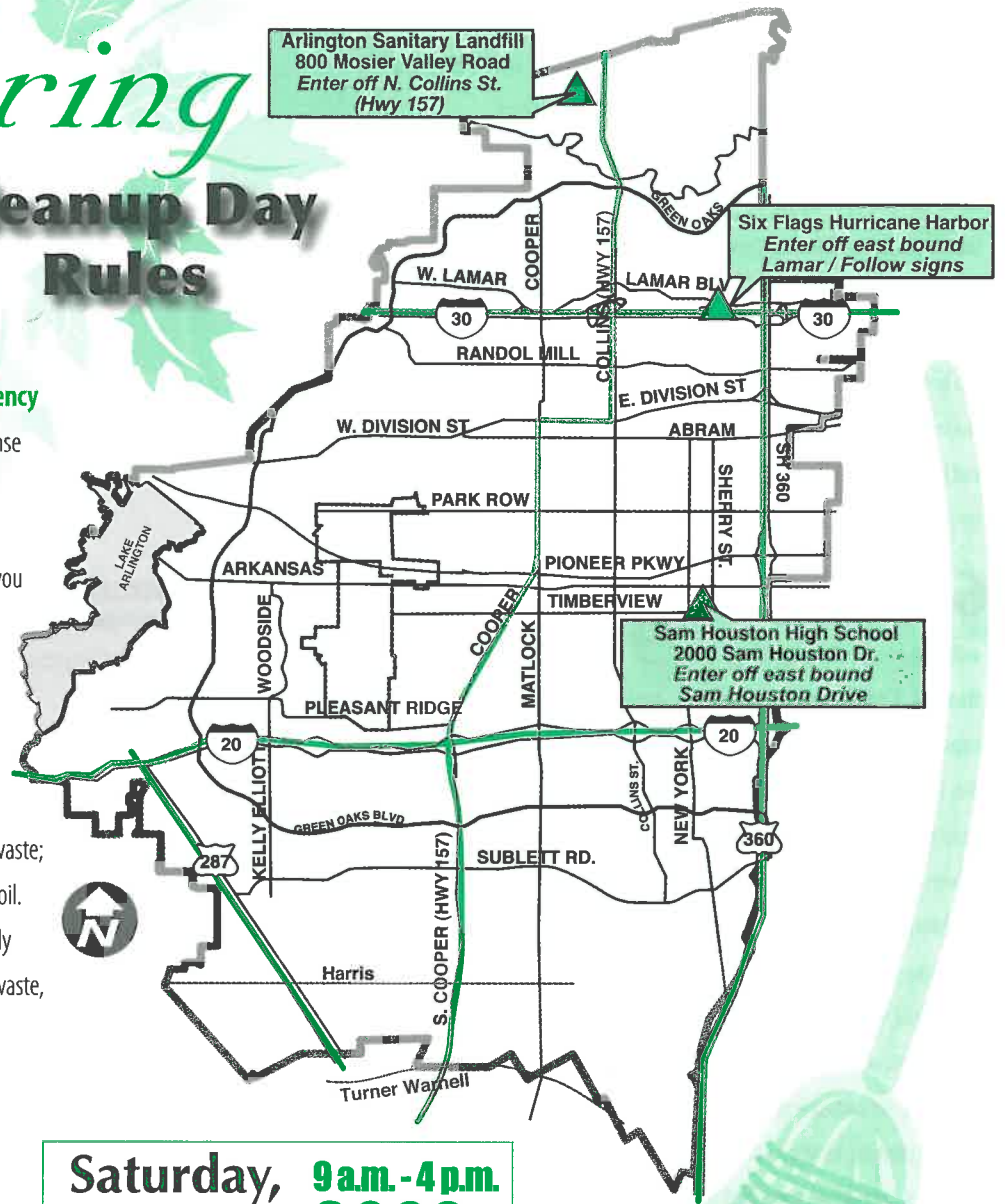 ring
eanup Day
Rules
ency
you
waste;
oil.
waste,
Arlington Sanitary Landfill
800 Mosier Valley Road
Enter off N. Collins St.
(Hwy 157)
Six Flags Hurricane Harbor
Enter off east bound
Lamar / Follow signs
GREEN OAKS
COOPER
COLLINS (HWY 157)
W. LAMAR
LAMAR BLV
30
30
RANDOL MILL
E. DIVISION ST
W. DIVISION ST
ABRAM
SH 360
SHERRY ST.
PARK ROW
LAKE
ARLINGTON
ARKANSAS
PIONEER PKWY
TIMBERVIEW
COOPER
WOODSIDE
MATLOCK
Sam Houston High School
2000 Sam Houston Dr.
Enter off east bound
Sam Houston Drive
PLEASANT RIDGE
20
20
KELLY ELLIOTT
COLLINS ST.
NEW YORK
GREEN OAKS BLVD
360
287
SUBLETT RD.
N
S. COOPER (HWY 157)
Harris
Turner Warnell
Saturday,
9 a.m. - 4 p.m.